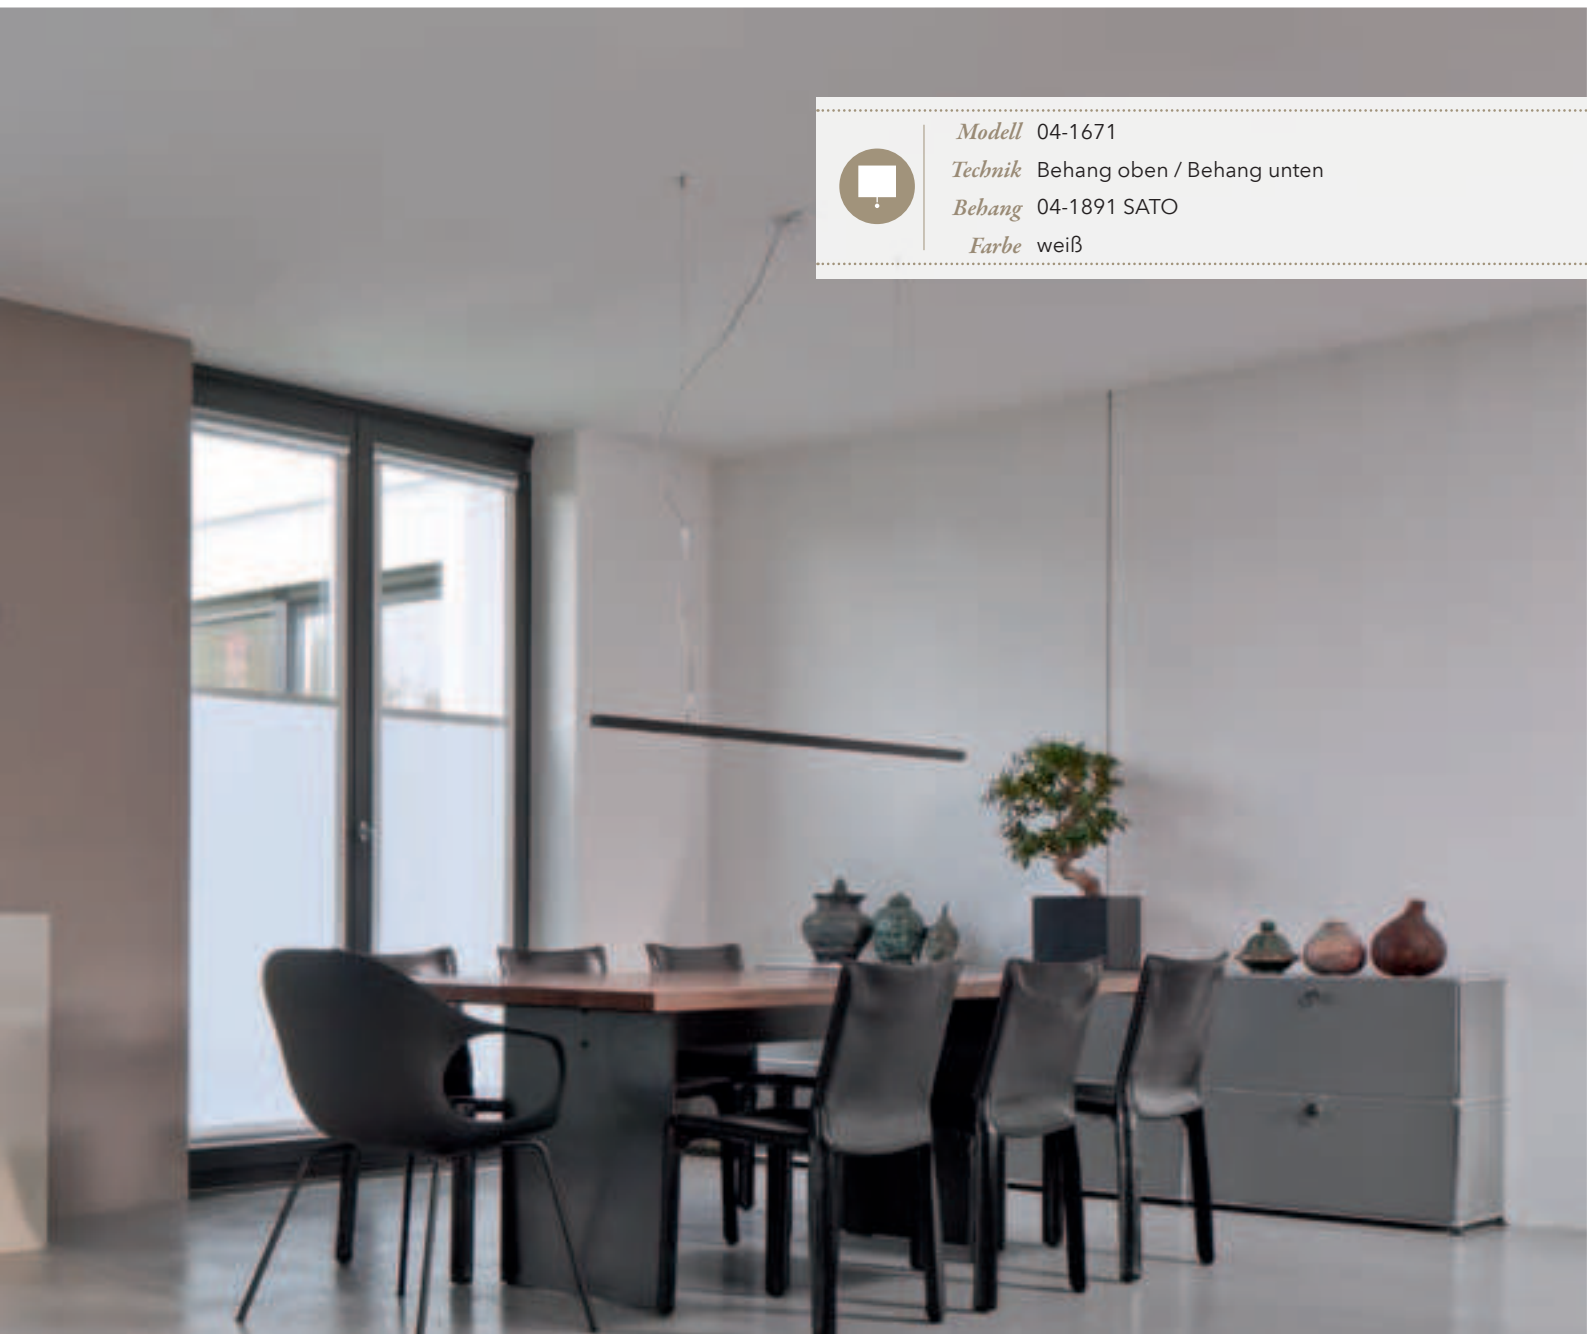 Modell 04-1671
Technik Behang oben / Behang unten
Behang 04-1891 SATO
Farbe weiß